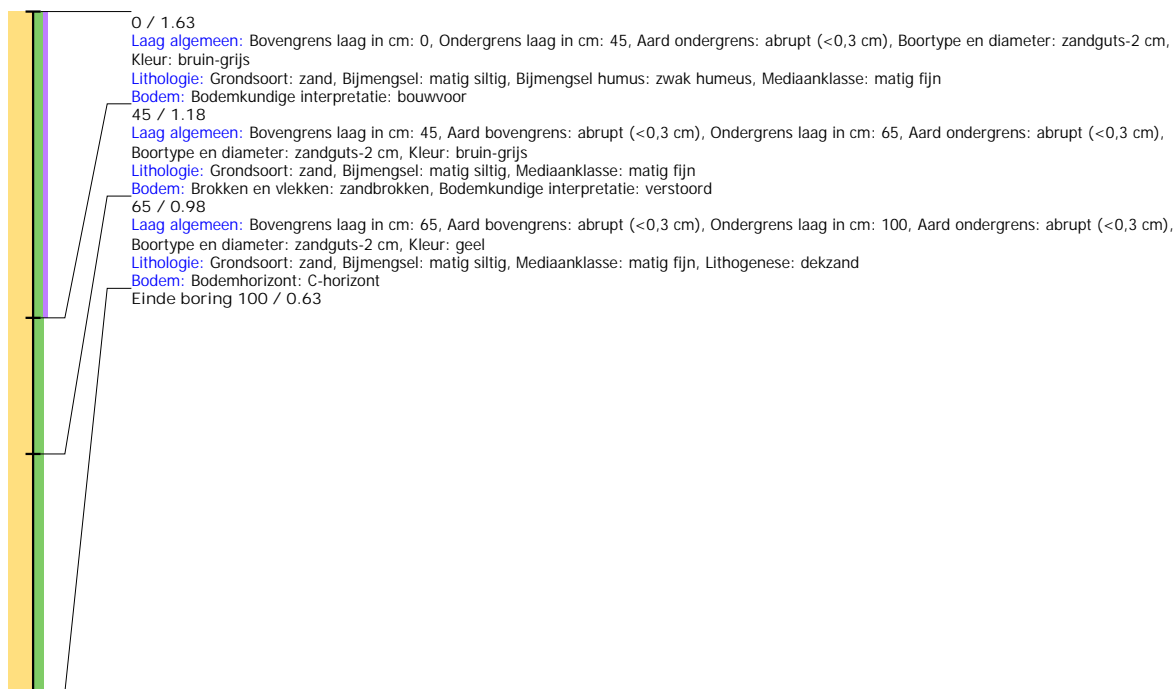 0 / 1.63
Laag algemeen: Bovengrens laag in cm: 0, Ondergrens laag in cm: 45, Aard ondergrens: abrupt (<0,3 cm), Boortype en diameter: zandguts-2 cm,
Kleur: bruin-grijs
Lithologie: Grondsoort: zand, Bijmengsel: matig siltig, Bijmengsel humus: zwak humeus, Mediaanklasse: matig fijn
Bodem: Bodemkundige interpretatie: bouwvoor
45 / 1.18
Laag algemeen: Bovengrens laag in cm: 45, Aard bovengrens: abrupt (<0,3 cm), Ondergrens laag in cm: 65, Aard ondergrens: abrupt (<0,3 cm),
Boortype en diameter: zandguts-2 cm, Kleur: bruin-grijs
Lithologie: Grondsoort: zand, Bijmengsel: matig siltig, Mediaanklasse: matig fijn
Bodem: Brokken en vlekken: zandbrokken, Bodemkundige interpretatie: verstoord
65 / 0.98
Laag algemeen: Bovengrens laag in cm: 65, Aard bovengrens: abrupt (<0,3 cm), Ondergrens laag in cm: 100, Aard ondergrens: abrupt (<0,3 cm),
Boortype en diameter: zandguts-2 cm, Kleur: geel
Lithologie: Grondsoort: zand, Bijmengsel: matig siltig, Mediaanklasse: matig fijn, Lithogenese: dekzand
Bodem: Bodemhorizont: C-horizont
Einde boring 100 / 0.63